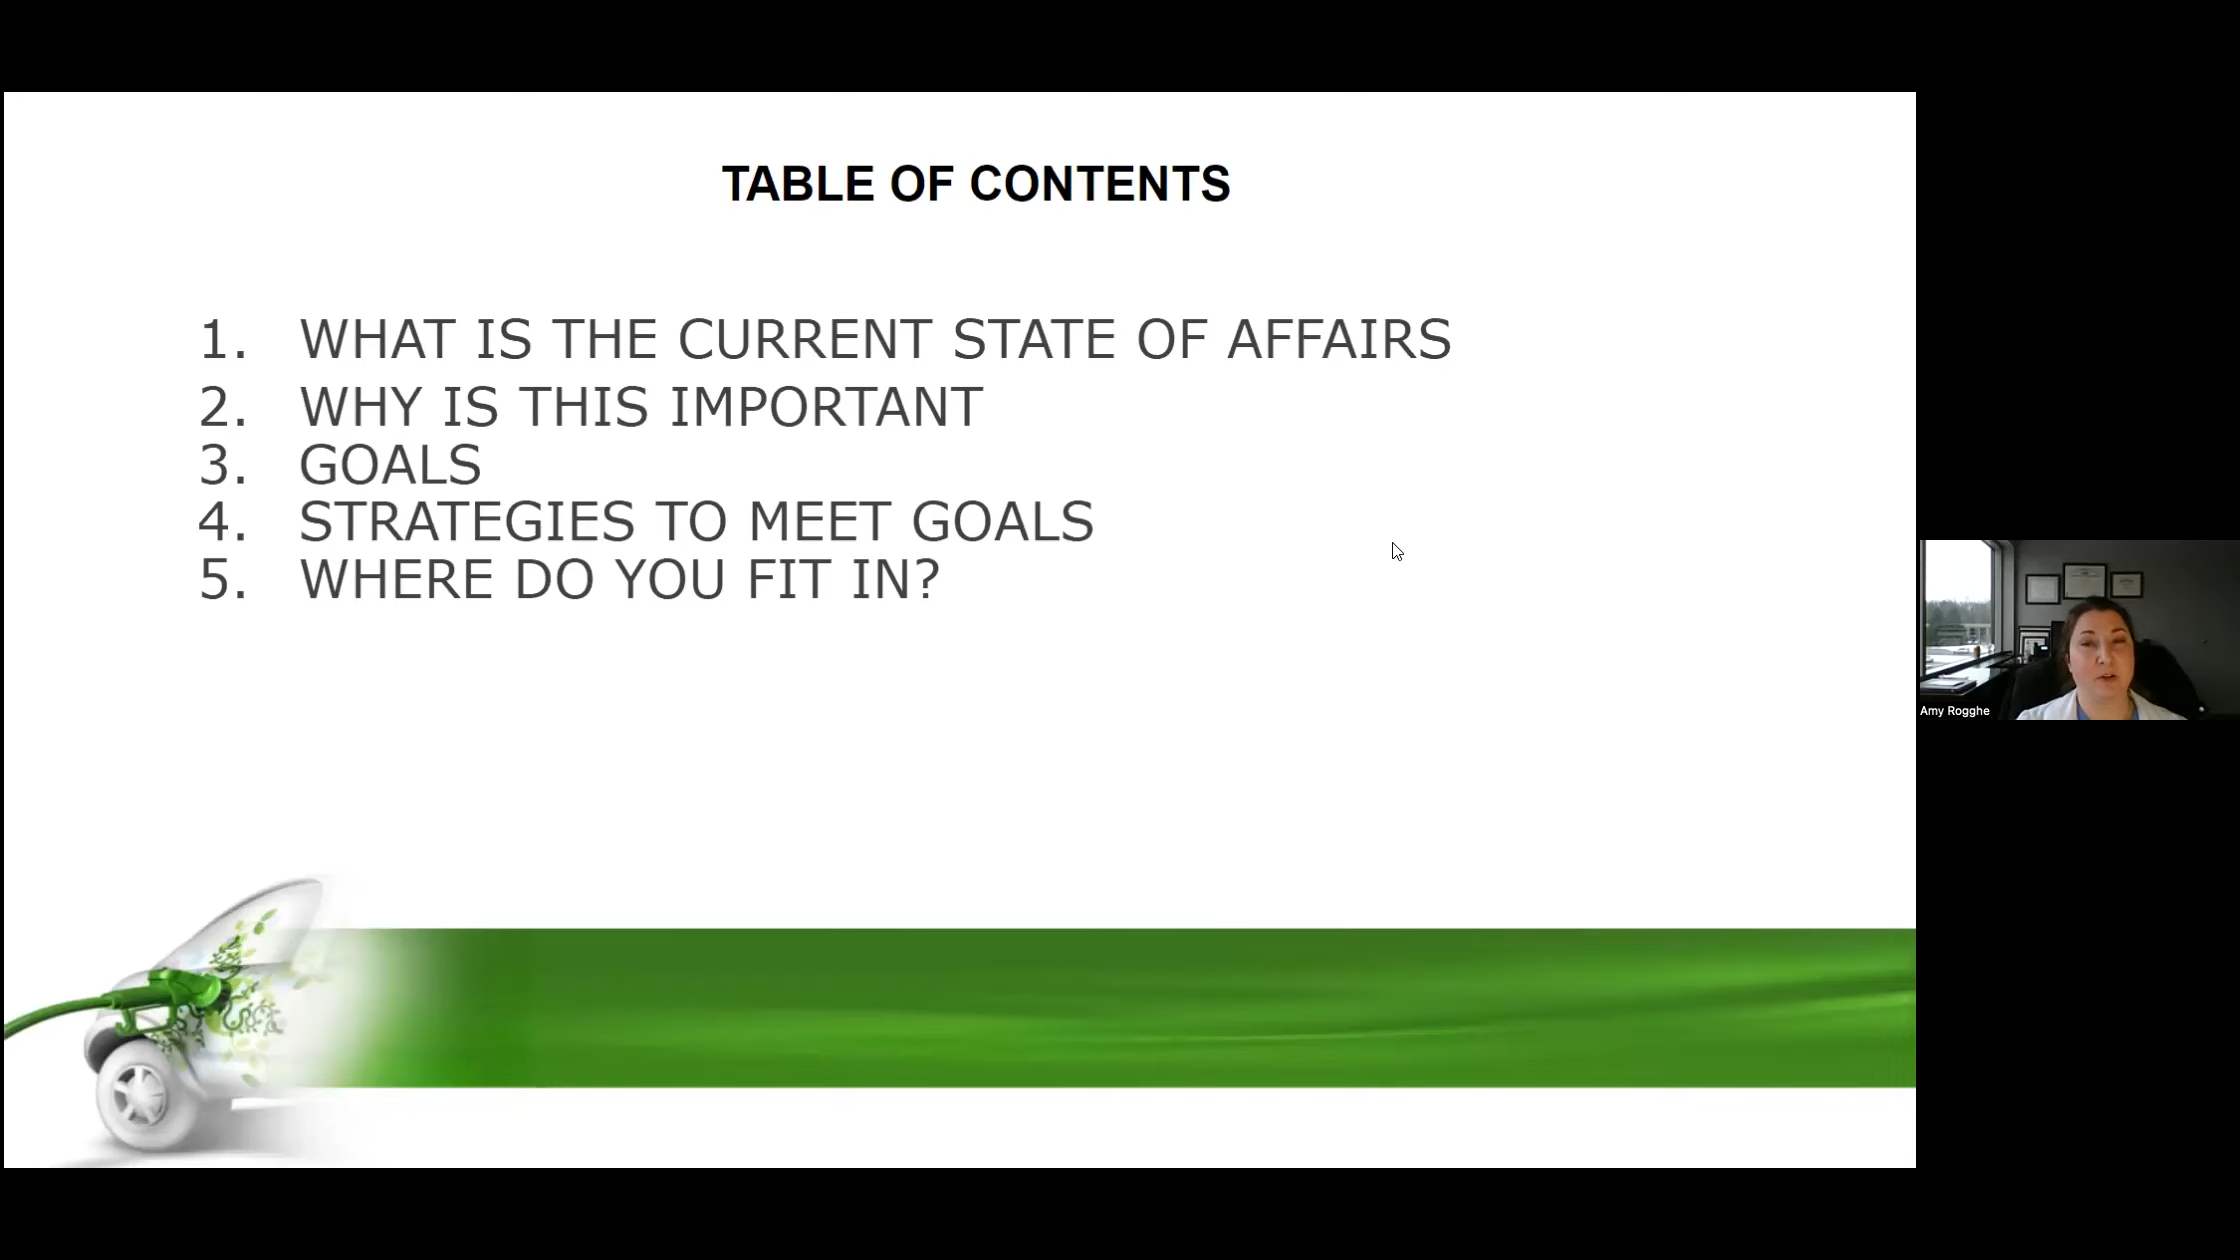 TABLE OF CONTENTS
1. WHAT IS THE CURRENT STATE OF AFFAIRS
2. WHY IS THIS IMPORTANT
3. GOALS
4. STRATEGIES TO MEET GOALS
5. WHERE DO YOU FIT IN?
Amy Rogghe